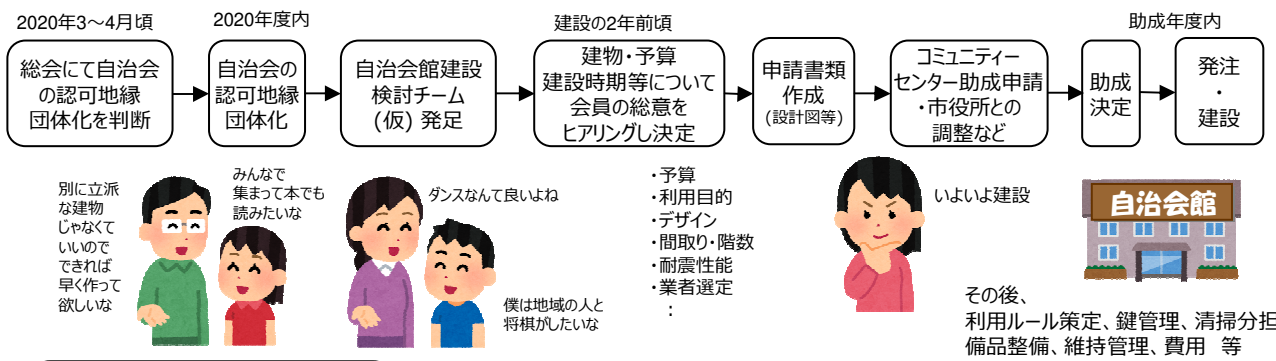 2020年3～4月頃
2020年度内
建設の2年前頃
助成年度内
総会にて自治会
の認可地縁
団体化を判断
自治会の
認可地縁
団体化
自治会館建設
検討チーム
(仮) 発足
建物・予算
建設時期等について
会員の総意を
ヒアリングし決定
申請書類
作成
(設計図等)
コミュニティー
センター助成申請
・市役所との
調整など
助成
決定
発注
・
建設
別に立派
な建物
じゃなくて
いいので
できれば
早く作って
欲しいな
みんなで
集まって本でも
読みたいな
ダンスなんて良いよね
僕は地域の人と
将棋がしたいな
・予算
・利用目的
・デザイン
・間取り・階数
・耐震性能
・業者選定
：
いよいよ建設
自治会館
その後、
利用ルール策定、鍵管理、清掃分担
備品整備、維持管理、費用 等